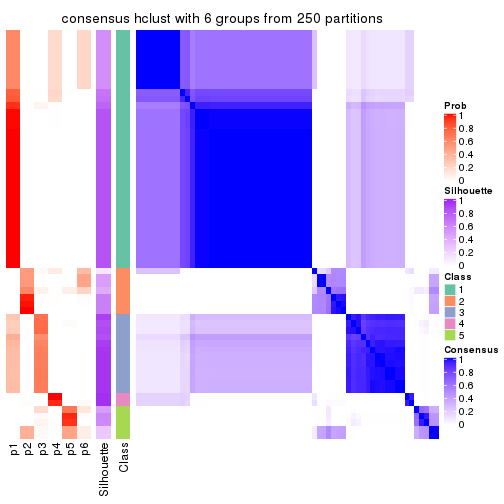 consensus hclust with 6 groups from 250 partitions
Prob
1
0.8
0.6
0.4
0.2
0
Silhouette
1
0.8
0.6
0.4
0.2
0
Class
1
2
3
4
5
Consensus
1
0.8
0.6
0.4
0.2
0
p1
p2
p3
p4
p5
p6
Silhouette
Class